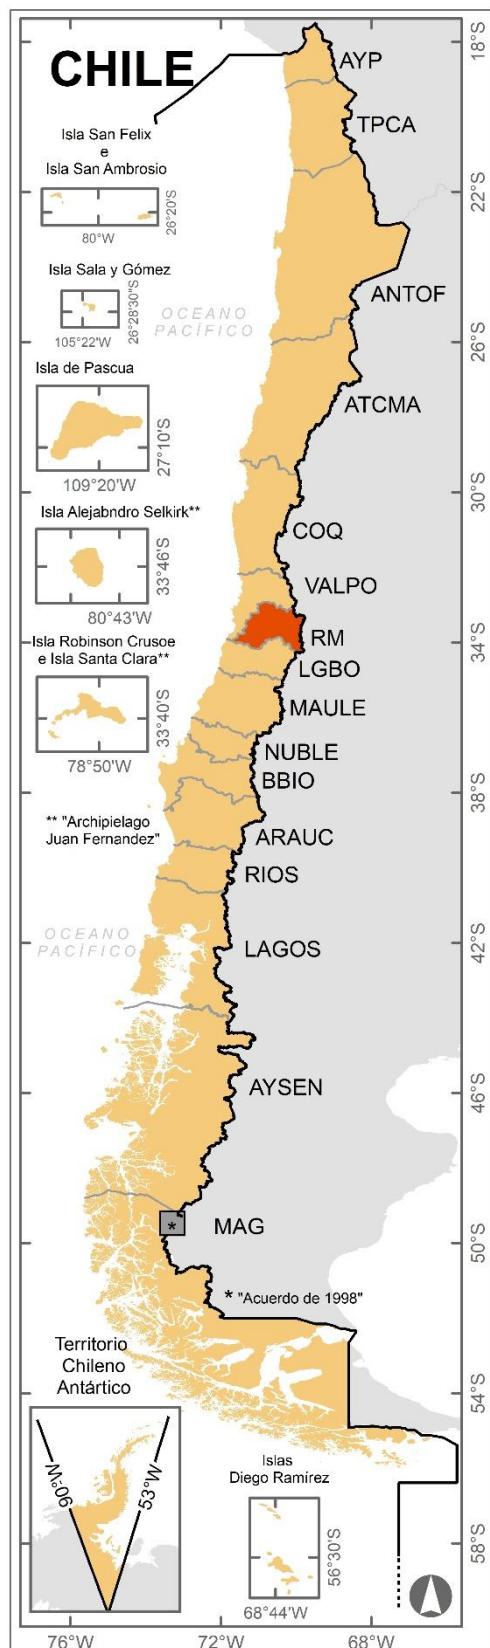 CHILE
18°S
AYP
TPCA
Isla San Felix
e
Isla San Ambrosio
26°20'S
80°W
22°S
Isla Sala y Gómez
26°28'30"S
105°22'W
OCEANO
PACÍFICO
ANTOF
26°S
Isla de Pascua
27°10'S
109°20'W
ATCMA
30°S
Isla Alejabndro Selkirk**
33°46'S
80°43'W
COQ
VALPO
Isla Robinson Crusoe
e Isla Santa Clara**
33°40'S
78°50'W
RM
34°S
LGBO
MAULE
NUBLE
BBIO
38°S
** "Archipielago
Juan Fernandez"
ARAUC
RIOS
OCEANO
PACÍFICO
LAGOS
42°S
AYSEN
46°S
*
MAG
50°S
* "Acuerdo de 1998"
Territorio
Chileno
Antártico
54°S
90°W
53°W
Islas
Diego Ramírez
56°30'S
68°44'W
58°S
76°W
72°W
68°W